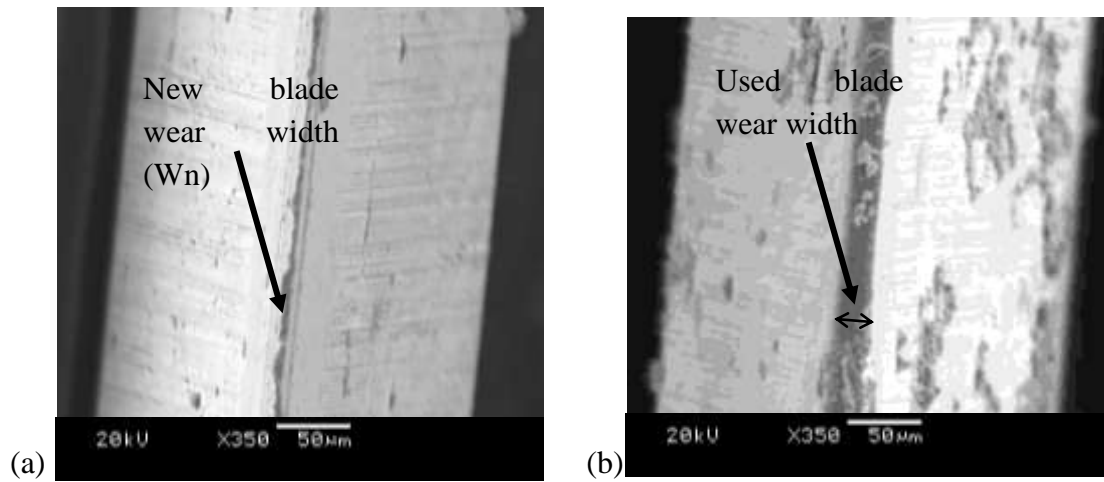 New blade
wear width
(Wn)
20kV X350 50µm
(a)
Used blade
wear width
20kV X350 50µm
(b)